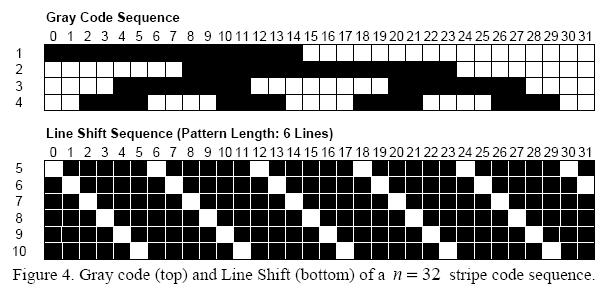 Gray Code Sequence
0 1 2 3 4 5 6 7 8 9 10 11 12 13 14 15 16 17 18 19 20 21 22 23 24 25 26 27 28 29 30 31
1
2
3
4
Line Shift Sequence (Pattern Length: 6 Lines)
0 1 2 3 4 5 6 7 8 9 10 11 12 13 14 15 16 17 18 19 20 21 22 23 24 25 26 27 28 29 30 31
5
6
7
8
9
10
Figure 4. Gray code (top) and Line Shift (bottom) of a n = 32 stripe code sequence.